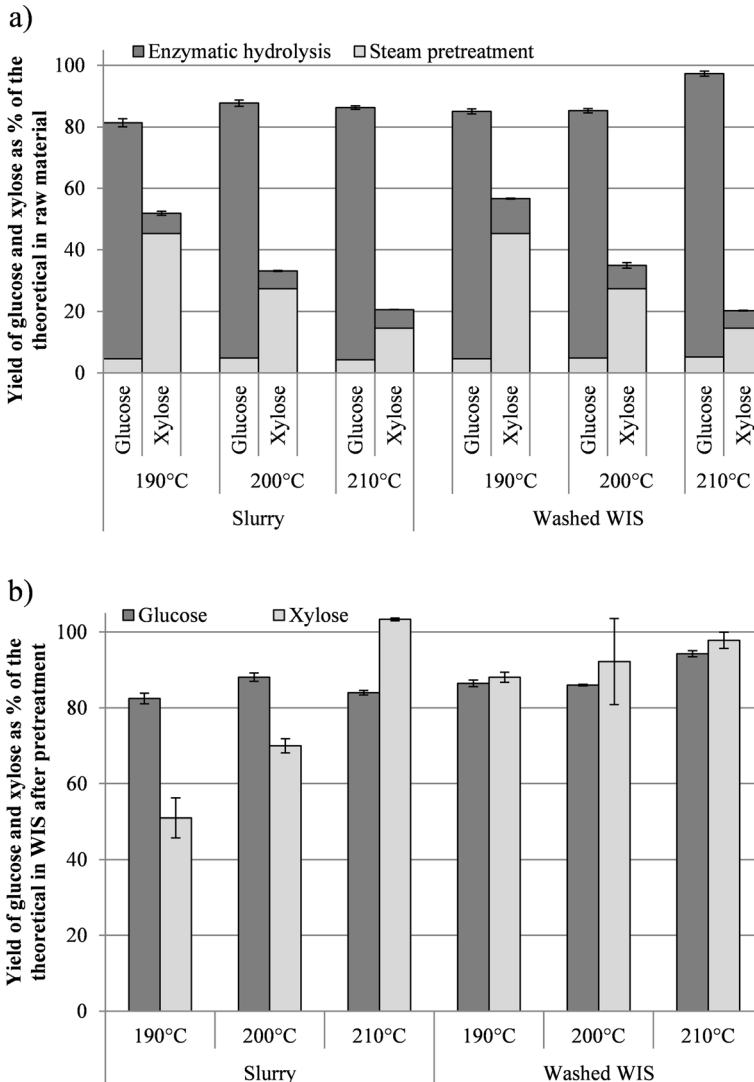 a)
Enzymatic hydrolysis Steam pretreatment
Yield of glucose and xylose as % of the
theoretical in raw material
100
80
60
40
20
0
Glucose Xylose Glucose Xylose Glucose Xylose Glucose Xylose Glucose Xylose Glucose Xylose
190°C 200°C 210°C 190°C 200°C 210°C
Slurry Washed WIS
b)
Glucose Xylose
Yield of glucose and xylose as % of the
theoretical in WIS after pretreatment
100
80
60
40
20
0
190°C 200°C 210°C 190°C 200°C 210°C
Slurry Washed WIS